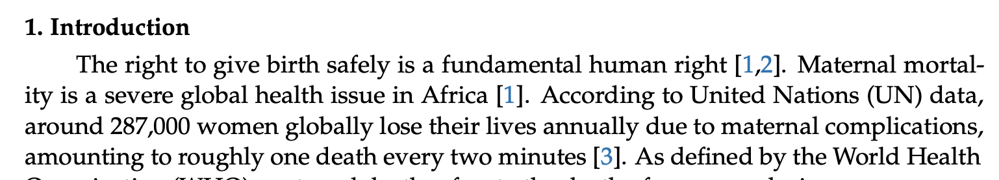 1. Introduction
The right to give birth safely is a fundamental human right [1,2]. Maternal mortal-
ity is a severe global health issue in Africa [1]. According to United Nations (UN) data,
around 287,000 women globally lose their lives annually due to maternal complications,
amounting to roughly one death every two minutes [3]. As defined by the World Health